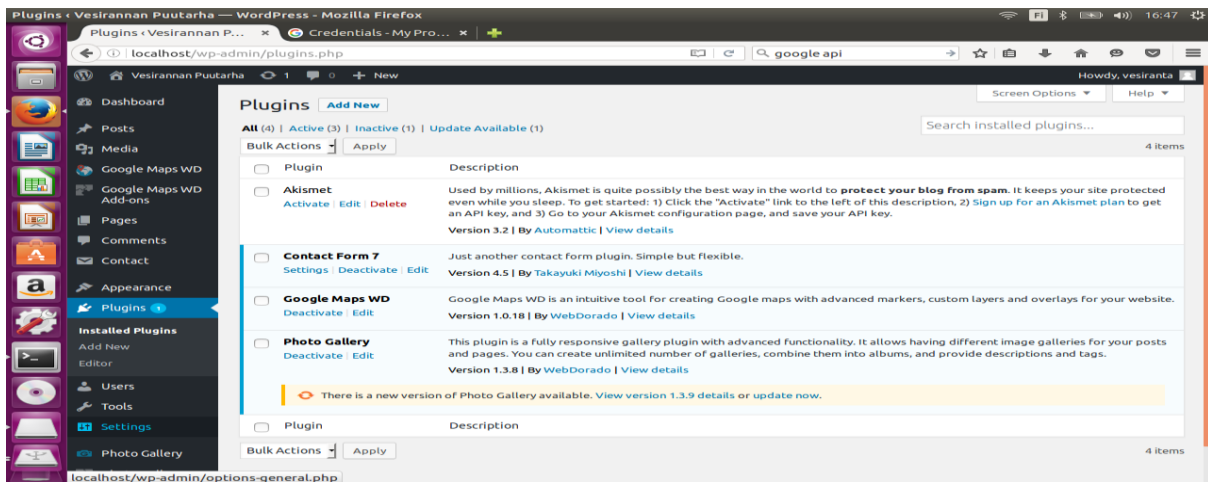 Plugins ‹ Vesirannan Puutarha — WordPress - Mozilla Firefox
Fi 16:47
Plugins ‹ Vesirannan P... × Credentials - My Pro... ×
localhost/wp-admin/plugins.php
google api
Vesirannan Puutarha 1 0 + New
Howdy, vesiranta
Screen Options Help
Dashboard
Posts
Media
Google Maps WD
Google Maps WD
Add-ons
Pages
Comments
Contact
Appearance
Plugins 1
Installed Plugins
Add New
Editor
Users
Tools
Settings
Photo Gallery
Plugins Add New
All (4) | Active (3) | Inactive (1) | Update Available (1)
Search installed plugins...
Bulk Actions Apply
4 items
Plugin Description
Akismet
Activate | Edit | Delete
Used by millions, Akismet is quite possibly the best way in the world to protect your blog from spam. It keeps your site protected
even while you sleep. To get started: 1) Click the "Activate" link to the left of this description, 2) Sign up for an Akismet plan to get
an API key, and 3) Go to your Akismet configuration page, and save your API key.
Version 3.2 | By Automattic | View details
Contact Form 7
Settings | Deactivate | Edit
Just another contact form plugin. Simple but flexible.
Version 4.5 | By Takayuki Miyoshi | View details
Google Maps WD
Deactivate | Edit
Google Maps WD is an intuitive tool for creating Google maps with advanced markers, custom layers and overlays for your website.
Version 1.0.18 | By WebDorado | View details
Photo Gallery
Deactivate | Edit
This plugin is a fully responsive gallery plugin with advanced functionality. It allows having different image galleries for your posts
and pages. You can create unlimited number of galleries, combine them into albums, and provide descriptions and tags.
Version 1.3.8 | By WebDorado | View details
There is a new version of Photo Gallery available. View version 1.3.9 details or update now.
Plugin Description
Bulk Actions Apply
4 items
localhost/wp-admin/options-general.php